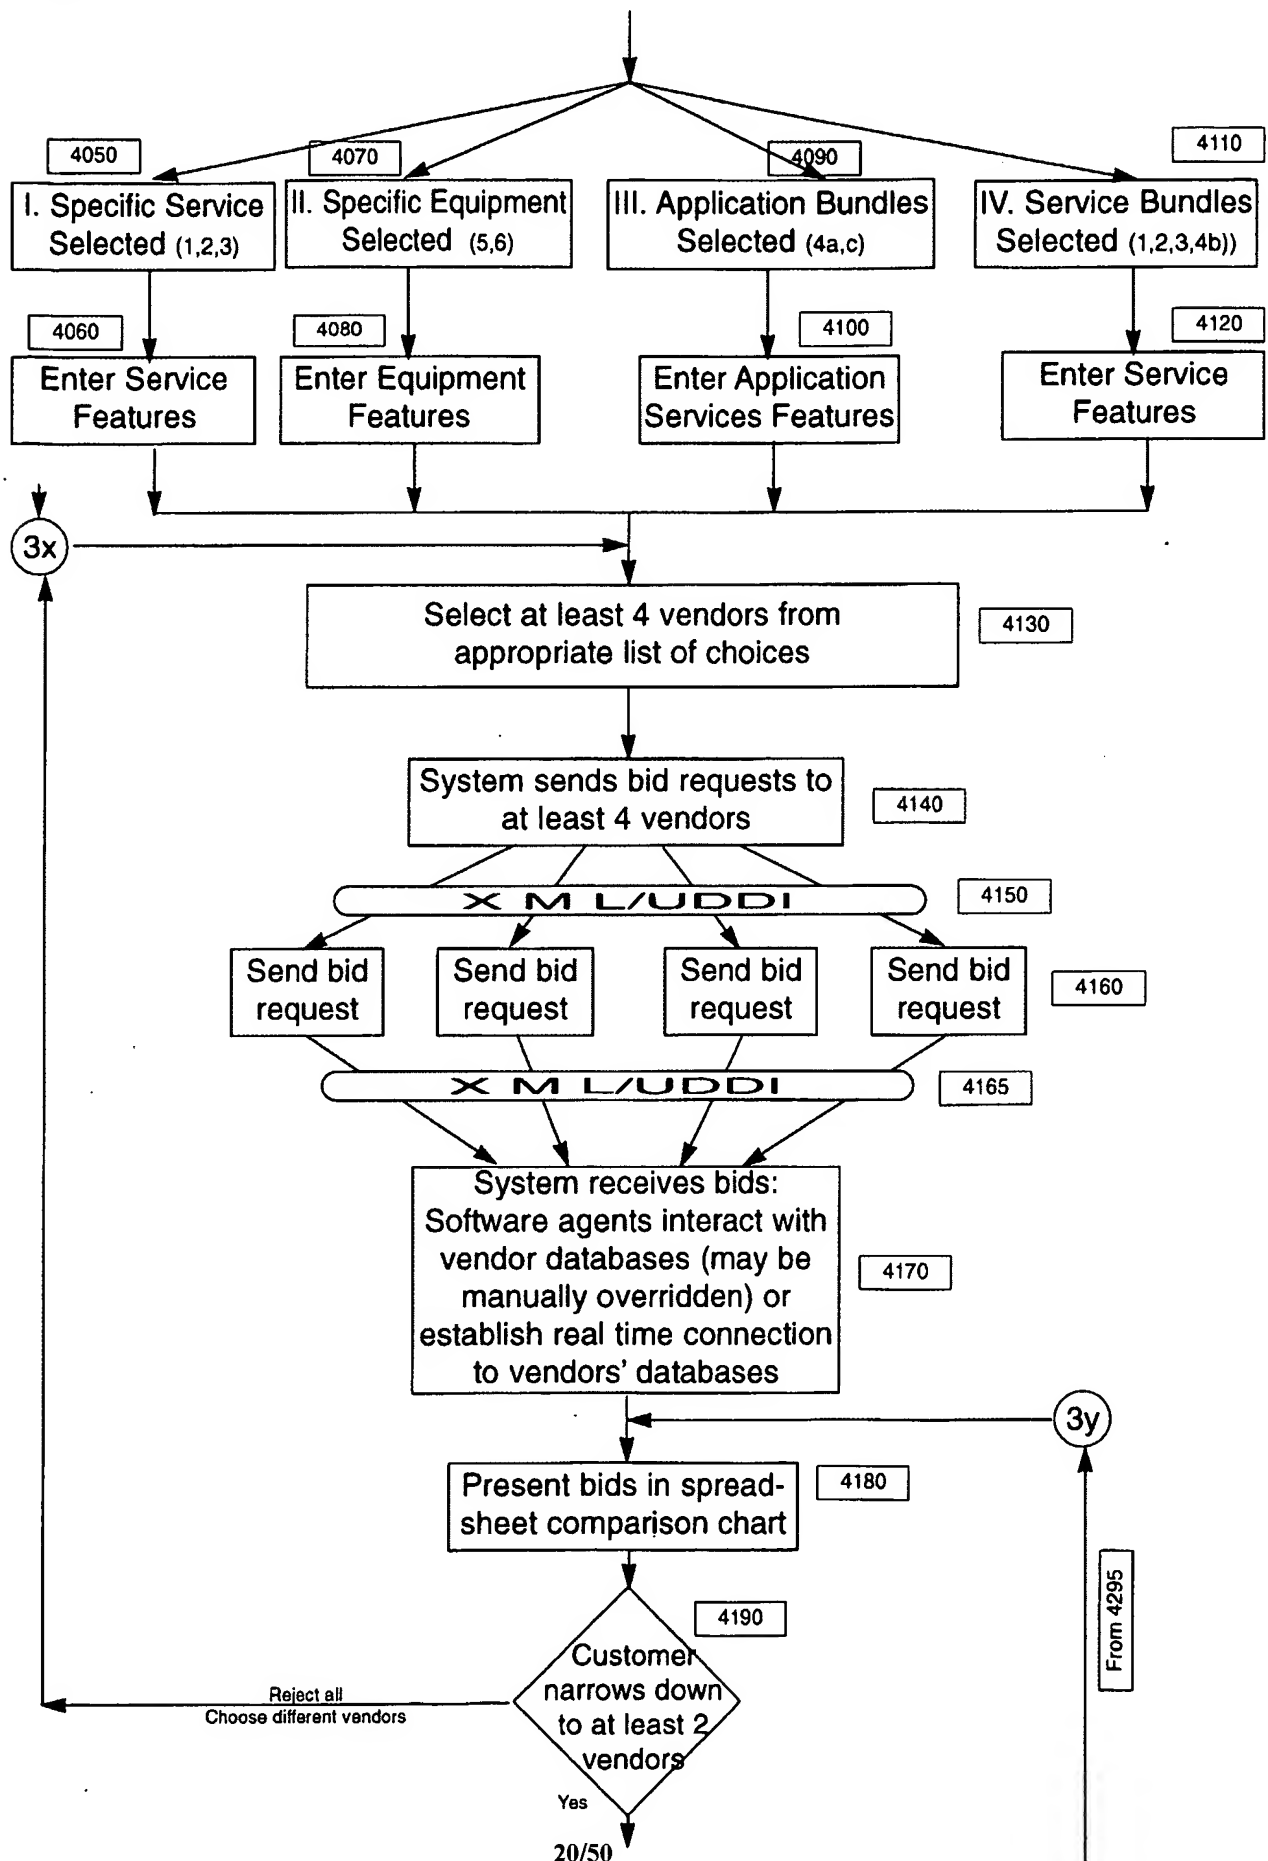 4050
4070
4090
4110
I. Specific Service
Selected (1,2,3)
II. Specific Equipment
Selected (5,6)
III. Application Bundles
Selected (4a,c)
IV. Service Bundles
Selected (1,2,3,4b))
4060
4080
4100
4120
Enter Service
Features
Enter Equipment
Features
Enter Application
Services Features
Enter Service
Features
3x
Select at least 4 vendors from
appropriate list of choices
4130
System sends bid requests to
at least 4 vendors
4140
X M L/UDDI
4150
Send bid
request
Send bid
request
Send bid
request
Send bid
request
4160
X M L/UDDI
4165
System receives bids:
Software agents interact with
vendor databases (may be
manually overridden) or
establish real time connection
to vendors' databases
4170
3y
Present bids in spread-
sheet comparison chart
4180
From 4295
4190
Customer
narrows down
to at least 2
vendors
Reject all
Choose different vendors
Yes
20/50